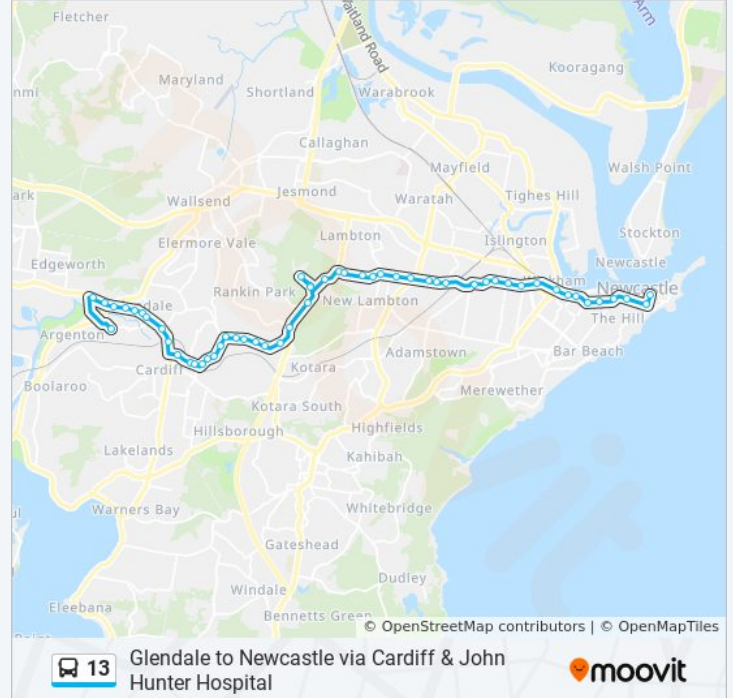 Fletcher
Maitland Road
Arm
Maryland
Shortland
Warabrook
Kooragang
Callaghan
Mayfield
Walsh Point
Jesmond
Wallsend
Waratah
Tighes Hill
Lambton
Stockton
Elermore Vale
Islington
Edgeworth
Newcastle
Rankin Park
Newcastle
New Lambton
The Hill
Argenton
Adamstown
Bar Beach
Cardiff
Kotara
Boolaroo
Merewether
Kotara South
Hillsborough
Highfields
Lakelands
Kahibah
Warners Bay
Whitebridge
Gateshead
Dudley
Windale
Eleebana
Bennetts Green
© OpenStreetMap contributors | © OpenMapTiles
13
Glendale to Newcastle via Cardiff & John
Hunter Hospital
moovit